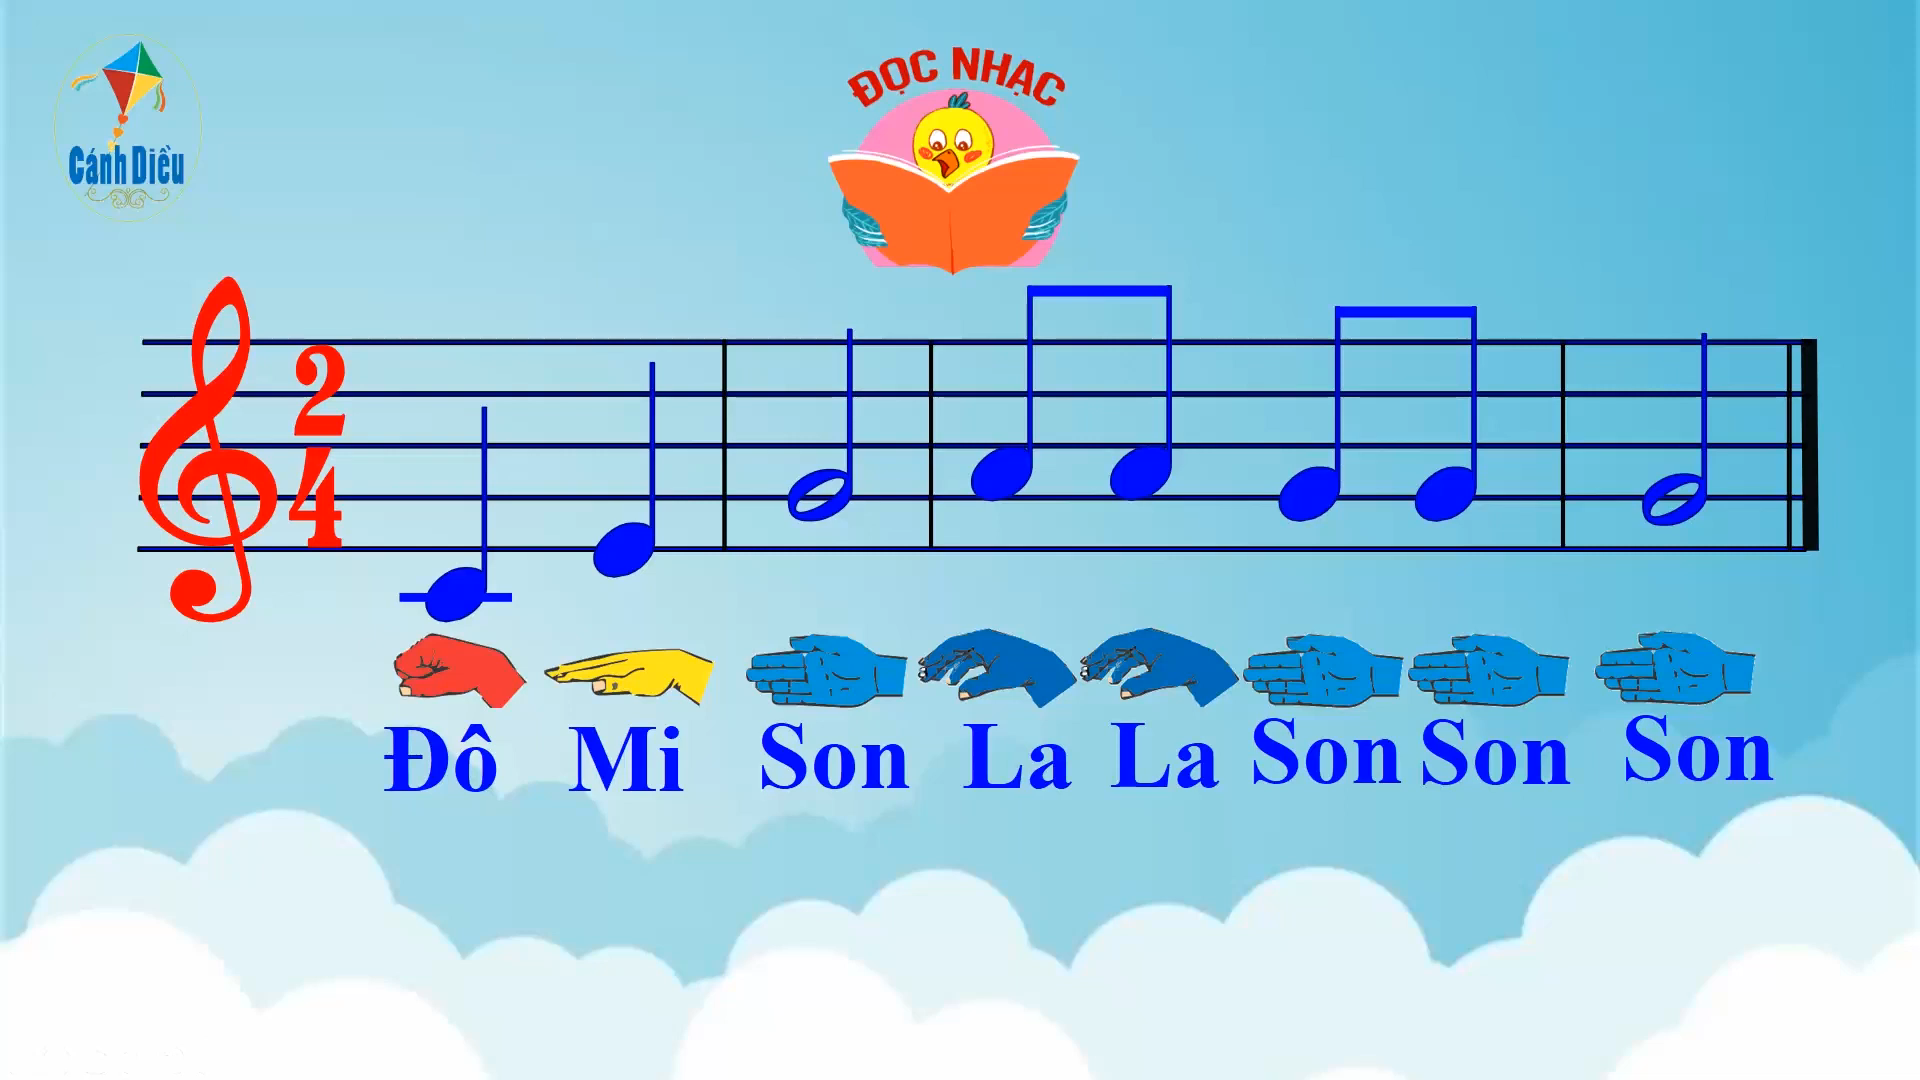 Cánh Diều
ĐỌC NHẠC
2
4
Đô Mi Son La La Son Son Son